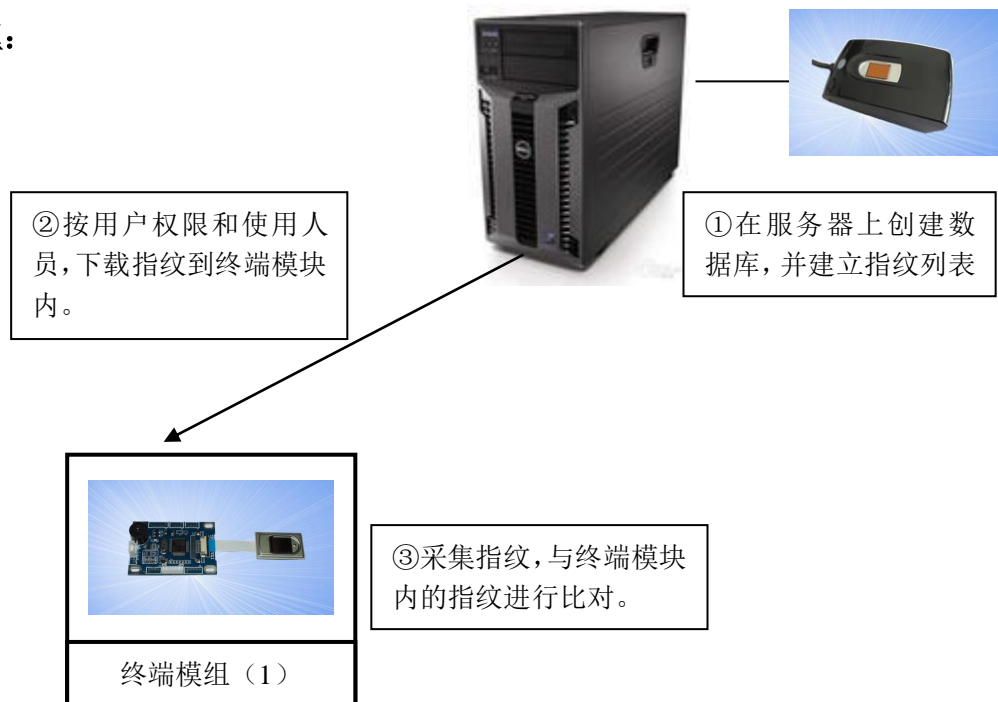 ：
①在服务器上创建数
据库，并建立指纹列表
②按用户权限和使用人
员，下载指纹到终端模块
内。
③采集指纹，与终端模块
内的指纹进行比对。
终端模组（1）